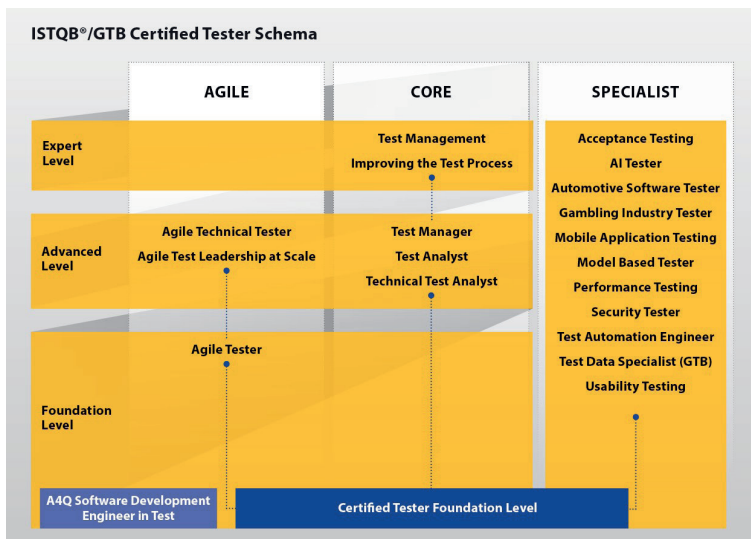 ISTQB®/GTB Certified Tester Schema
AGILE
CORE
SPECIALIST
Expert
Level
Test Management
Improving the Test Process
Advanced
Level
Agile Technical Tester
Agile Test Leadership at Scale
Test Manager
Test Analyst
Technical Test Analyst
Foundation
Level
Agile Tester
Acceptance Testing
AI Tester
Automotive Software Tester
Gambling Industry Tester
Mobile Application Testing
Model Based Tester
Performance Testing
Security Tester
Test Automation Engineer
Test Data Specialist (GTB)
Usability Testing
A4Q Software Development
Engineer in Test
Certified Tester Foundation Level